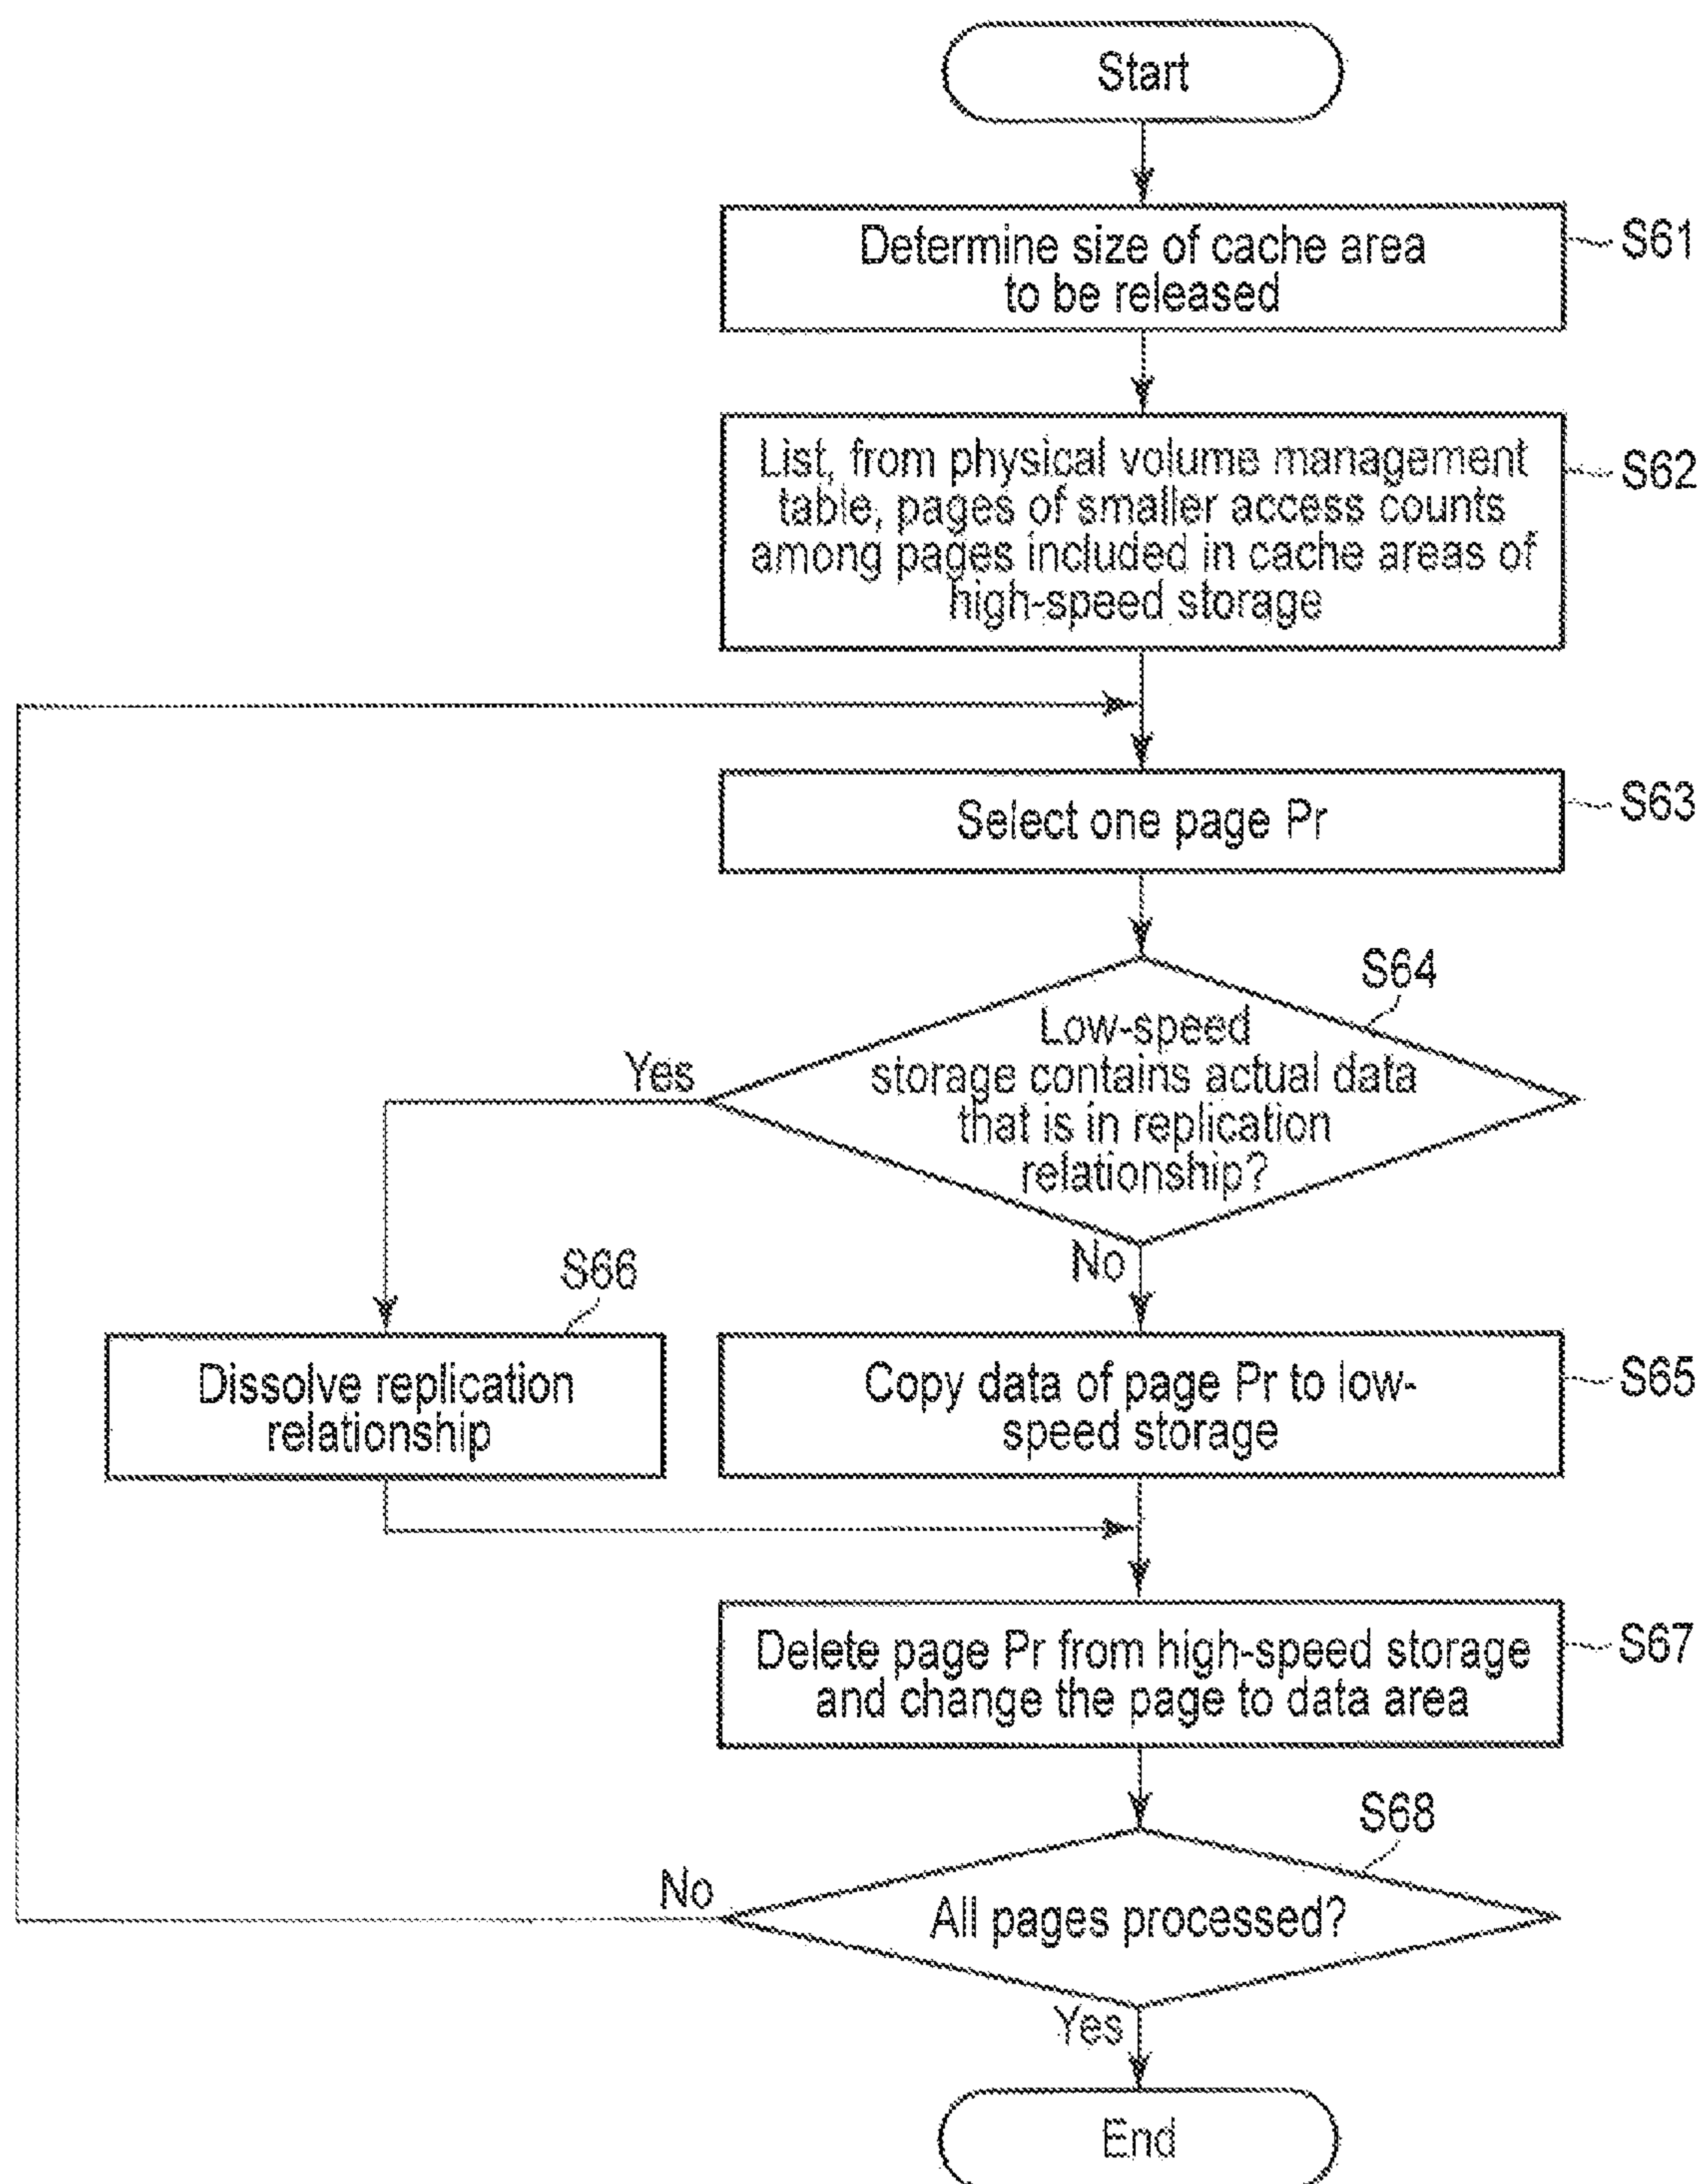 Start
Determine size of cache area
to be released
S61
List, from physical volume management
table, pages of smaller access counts
among pages included in cache areas of
high-speed storage
S62
Select one page Pr
S63
S64
Low-speed
storage contains actual data
that is in replication
relationship?
Yes
No
S66
Dissolve replication
relationship
Copy data of page Pr to low-
speed storage
S65
Delete page Pr from high-speed storage
and change the page to data area
S67
S68
All pages processed?
No
Yes
End